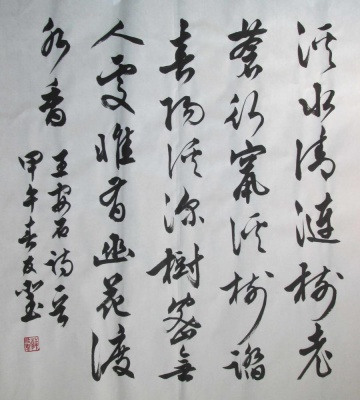 溪水清涟树老
苍行穿溪树踏
春阳溪深树密无
人处唯有幽花渡
水香
王安石诗一首
甲午春友